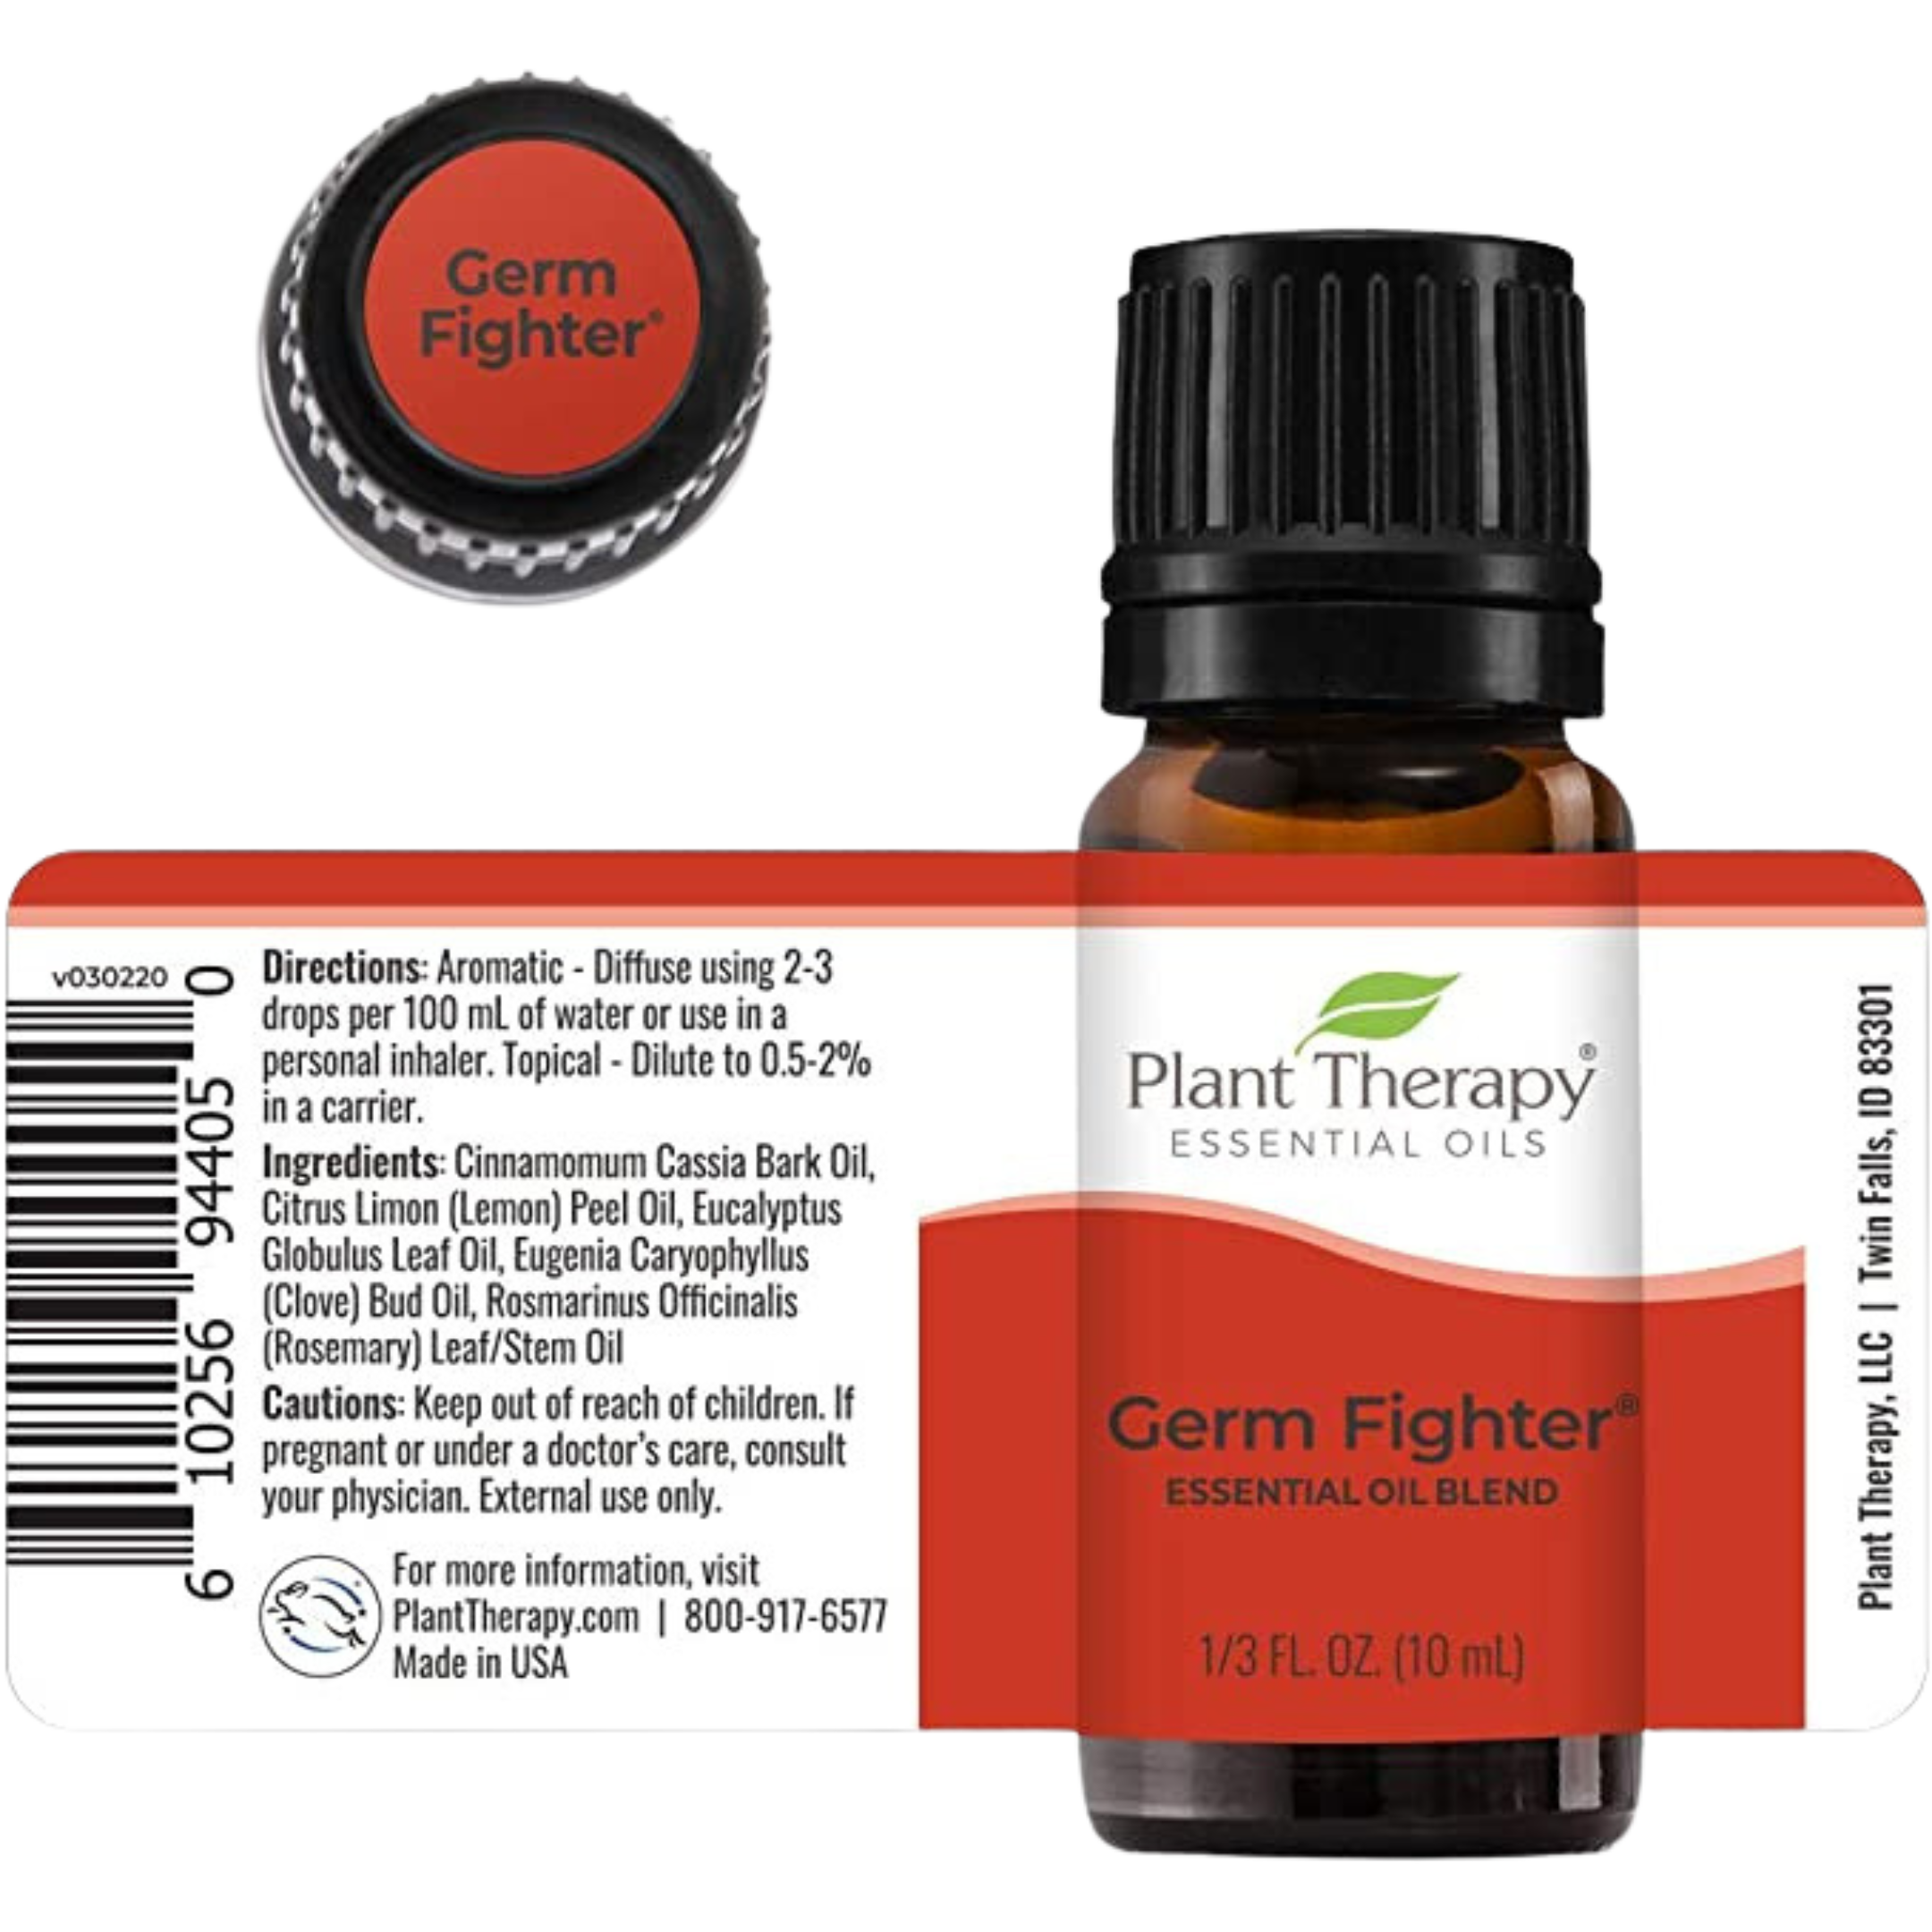 Germ
Fighter®
v030220
6 10256 94405 0
Directions: Aromatic - Diffuse using 2-3
drops per 100 mL of water or use in a
personal inhaler. Topical - Dilute to 0.5-2%
in a carrier.
Ingredients: Cinnamomum Cassia Bark Oil,
Citrus Limon (Lemon) Peel Oil, Eucalyptus
Globulus Leaf Oil, Eugenia Caryophyllus
(Clove) Bud Oil, Rosmarinus Officinalis
(Rosemary) Leaf/Stem Oil
Cautions: Keep out of reach of children. If
pregnant or under a doctor's care, consult
your physician. External use only.
For more information, visit
PlantTherapy.com | 800-917-6577
Made in USA
Plant Therapy®
ESSENTIAL OILS
Germ Fighter®
ESSENTIAL OIL BLEND
1/3 FL. OZ. (10 mL)
Plant Therapy, LLC | Twin Falls, ID 83301